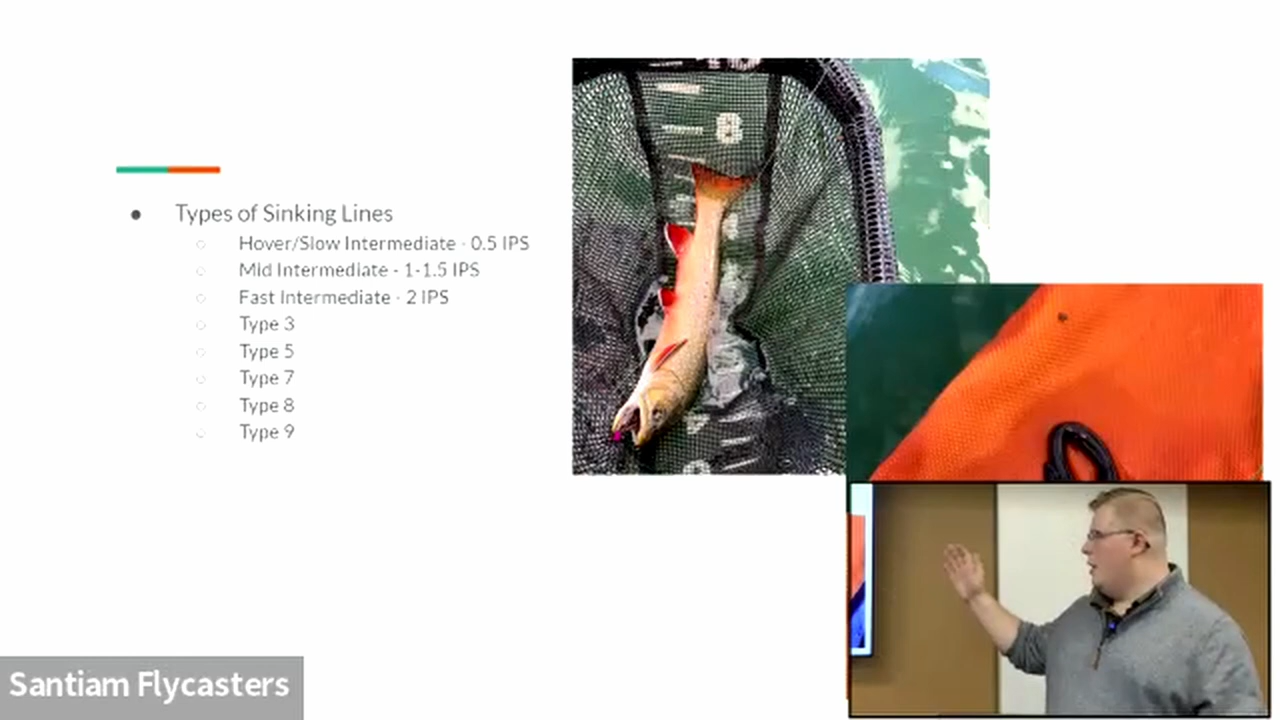 ● Types of Sinking Lines
○ Hover/Slow Intermediate - 0.5 IPS
○ Mid Intermediate - 1-1.5 IPS
○ Fast Intermediate - 2 IPS
○ Type 3
○ Type 5
○ Type 7
○ Type 8
○ Type 9
8
Santiam Flycasters